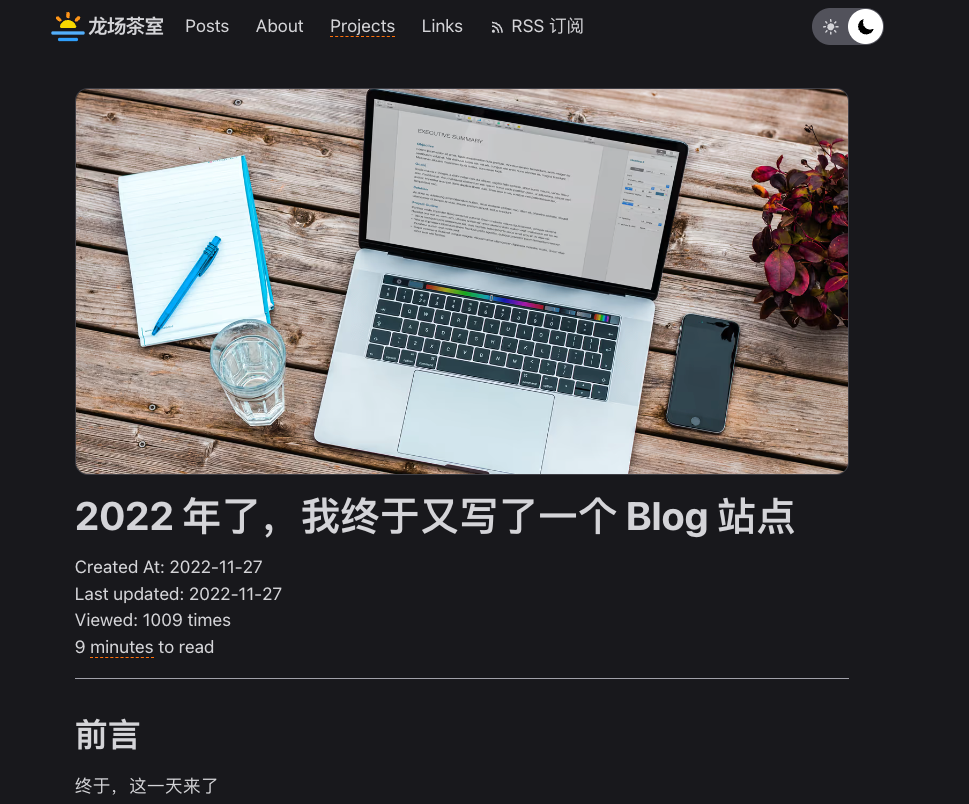 龙场茶室 Posts About Projects Links RSS 订阅
EXECUTIVE SUMMARY
2022 年了，我终于又写了一个 Blog 站点
Created At: 2022-11-27
Last updated: 2022-11-27
Viewed: 1009 times
9 minutes to read
前言
终于，这一天来了